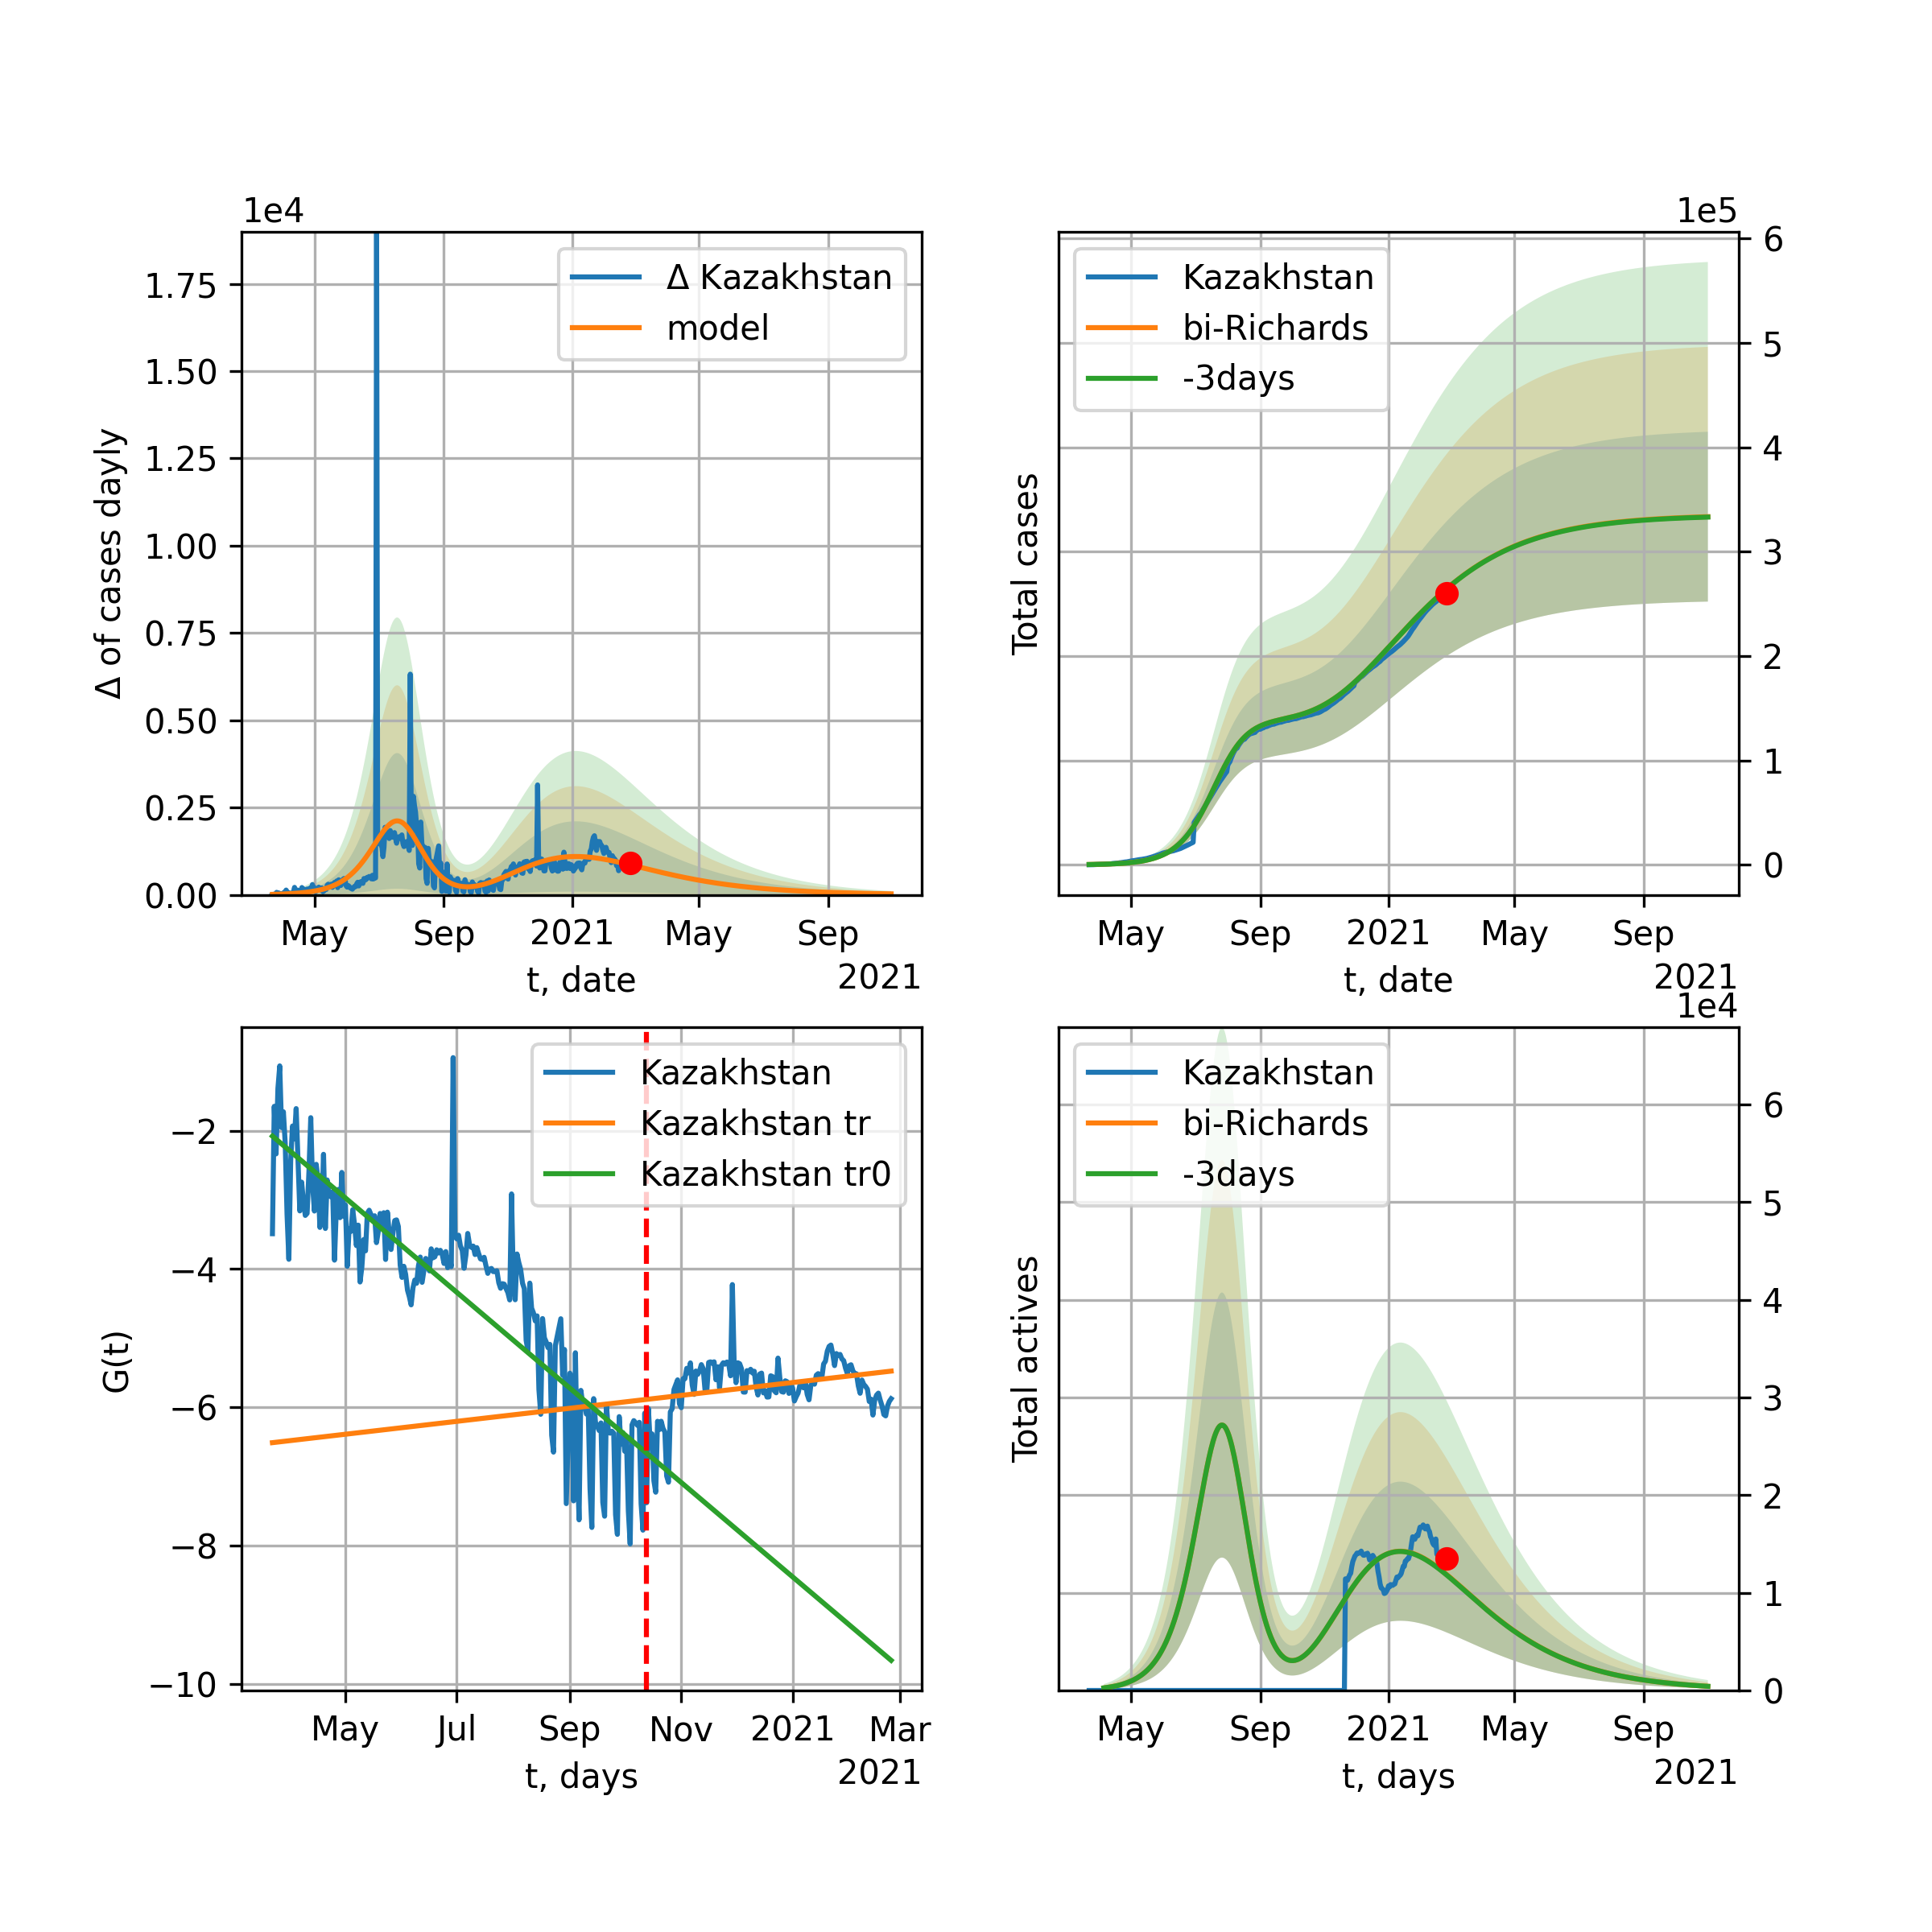 1e4
1.75
1.50
1.25
1.00
0.75
0.50
0.25
0.00
Δ of cases dayly
Δ Kazakhstan
model
May Sep 2021 May Sep
t, date
2021
1e5
6
5
4
3
2
1
0
Total cases
Kazakhstan
bi-Richards
-3days
May Sep 2021 May Sep
t, date
2021
−2
−4
−6
−8
−10
G(t)
Kazakhstan
Kazakhstan tr
Kazakhstan tr0
May Jul Sep Nov 2021 Mar
t, days
2021
1e4
6
5
4
3
2
1
0
Total actives
Kazakhstan
bi-Richards
-3days
May Sep 2021 May Sep
t, days
2021